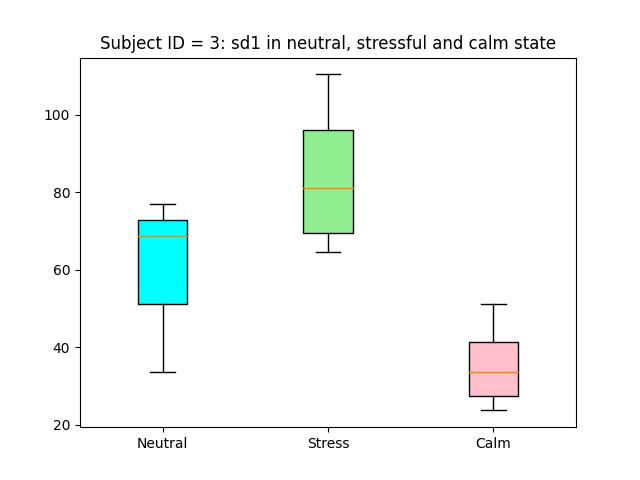 Subject ID = 3: sd1 in neutral, stressful and calm state
100
80
60
40
20
Neutral Stress Calm